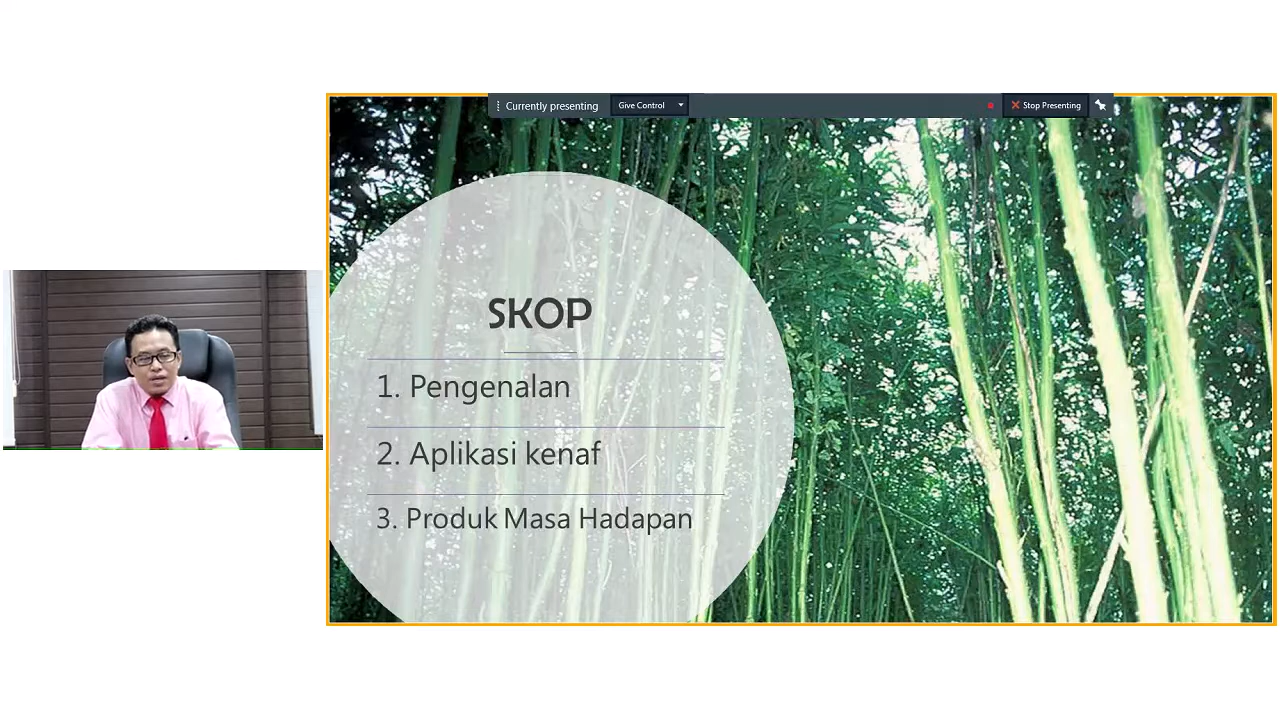 Currently presenting
Give Control
Stop Presenting
SKOP
1. Pengenalan
2. Aplikasi kenaf
3. Produk Masa Hadapan